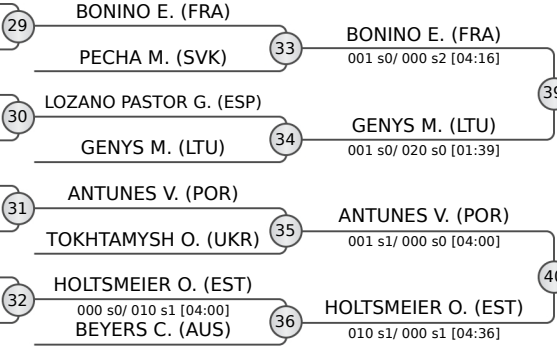 BONINO E. (FRA)
29
BONINO E. (FRA)
33
PECHA M. (SVK)
001 s0/ 000 s2 [04:16]
39
LOZANO PASTOR G. (ESP)
30
GENYS M. (LTU)
34
GENYS M. (LTU)
001 s0/ 020 s0 [01:39]
ANTUNES V. (POR)
31
ANTUNES V. (POR)
35
TOKHTAMYSH O. (UKR)
001 s1/ 000 s0 [04:00]
40
HOLTSMEIER O. (EST)
32
000 s0/ 010 s1 [04:00]
HOLTSMEIER O. (EST)
36
BEYERS C. (AUS)
010 s1/ 000 s1 [04:36]